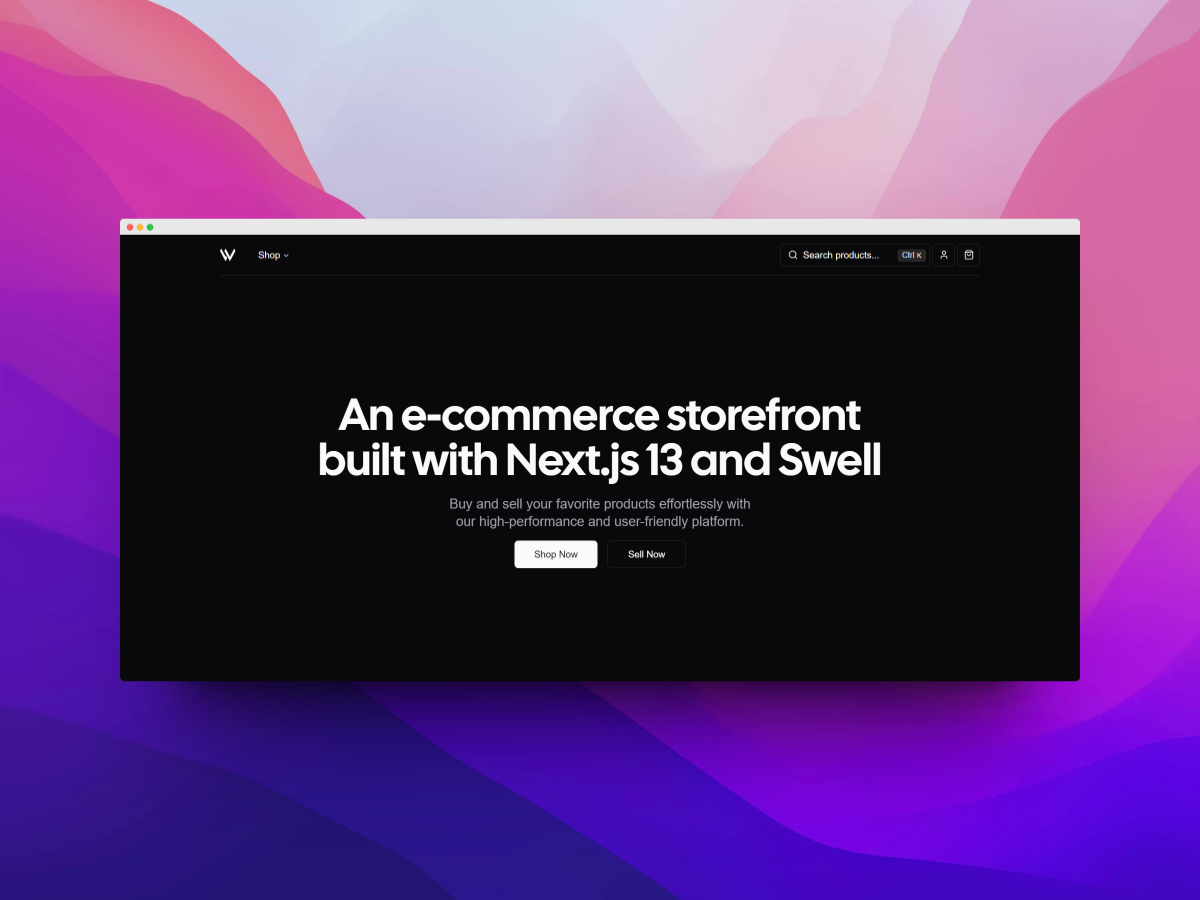 Shop
Search products...
Ctrl K
An e-commerce storefront
built with Next.js 13 and Swell
Buy and sell your favorite products effortlessly with
our high-performance and user-friendly platform.
Shop Now
Sell Now